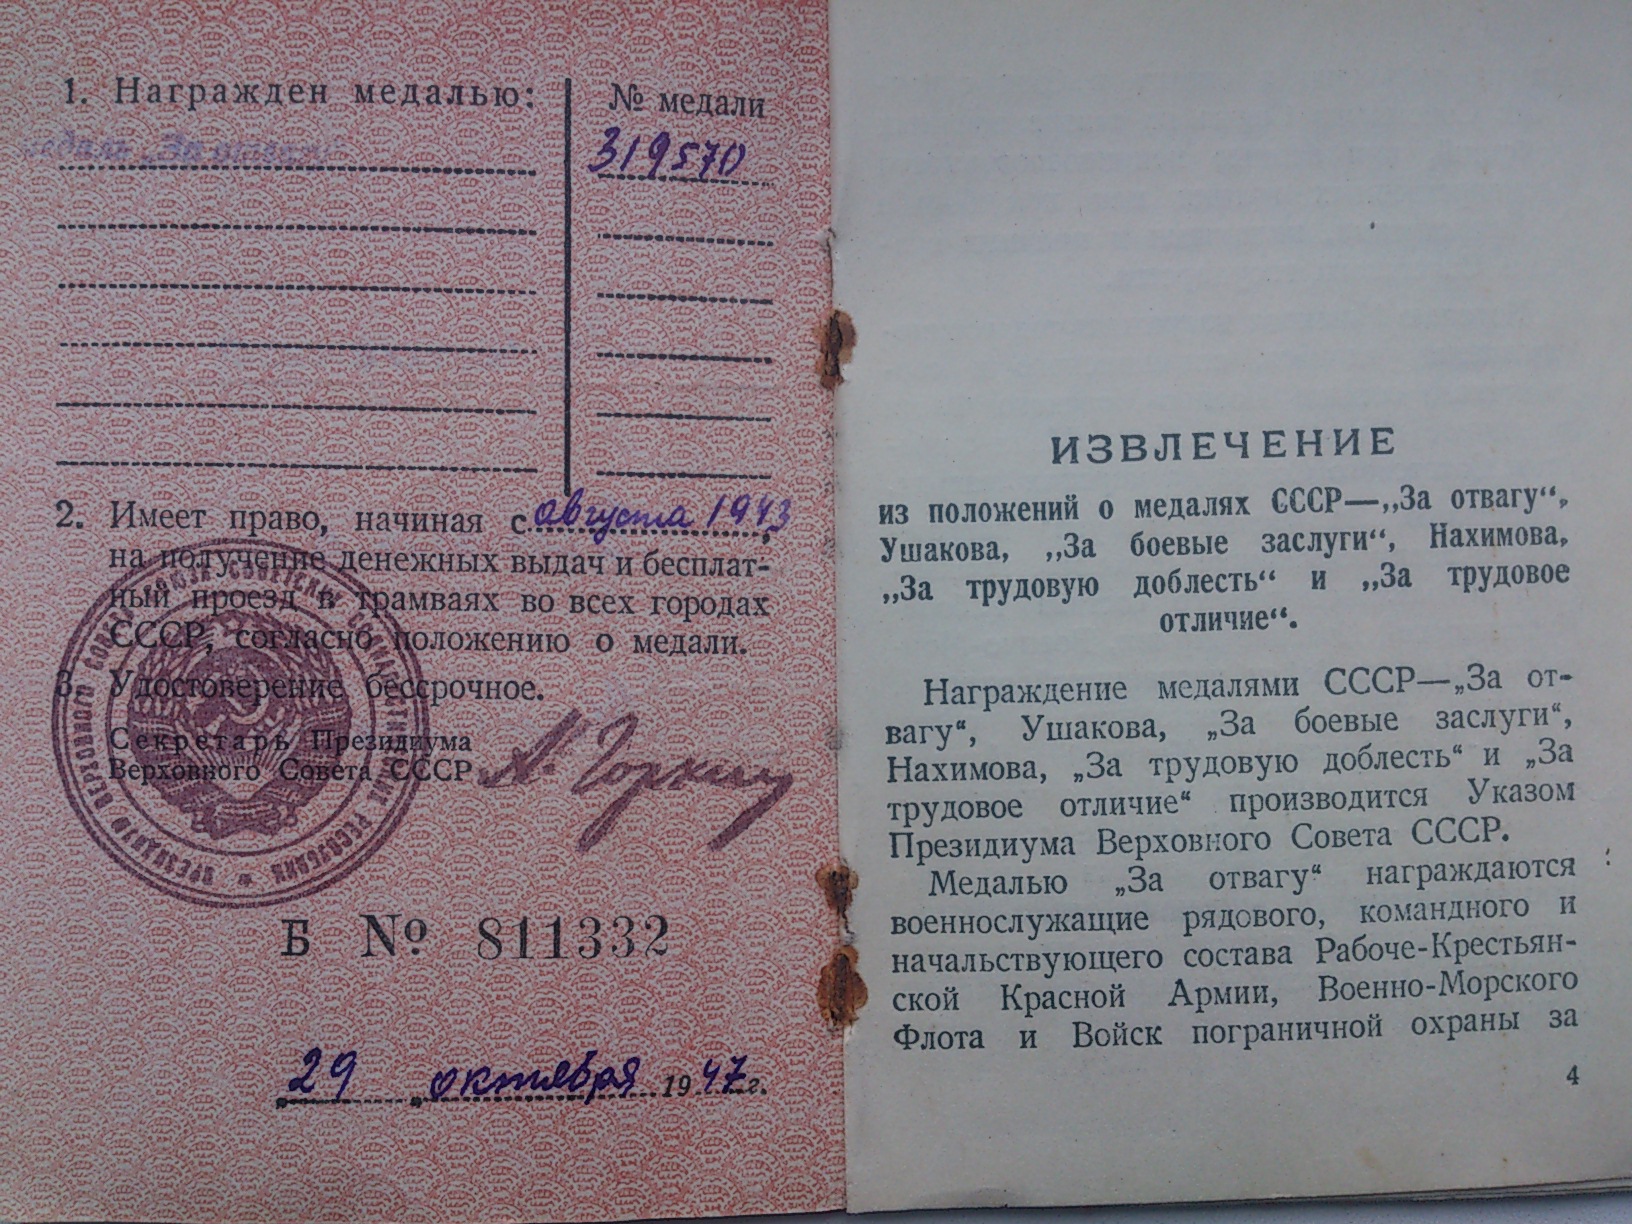 1. Награжден медалью:
№ медали
„За отвагу“
319570
2. Имеет право, начиная с августа 1943,
на получение денежных выдач и бесплат-
ный проезд в трамваях во всех городах
СССР, согласно положению о медали.
3. Удостоверение бессрочное.
Секретарь Президиума
Верховного Совета СССР
А. Горкин
Б № 811332
29 октября 1947 г.
ИЗВЛЕЧЕНИЕ
из положений о медалях СССР—„За отвагу“,
Ушакова, „За боевые заслуги“, Нахимова,
„За трудовую доблесть“ и „За трудовое
отличие“.
Награждение медалями СССР—„За от-
вагу“, Ушакова, „За боевые заслуги“,
Нахимова, „За трудовую доблесть“ и „За
трудовое отличие“ производится Указом
Президиума Верховного Совета СССР.
Медалью „За отвагу“ награждаются
военнослужащие рядового, командного и
начальствующего состава Рабоче-Крестьян-
ской Красной Армии, Военно-Морского
Флота и Войск пограничной охраны за
4